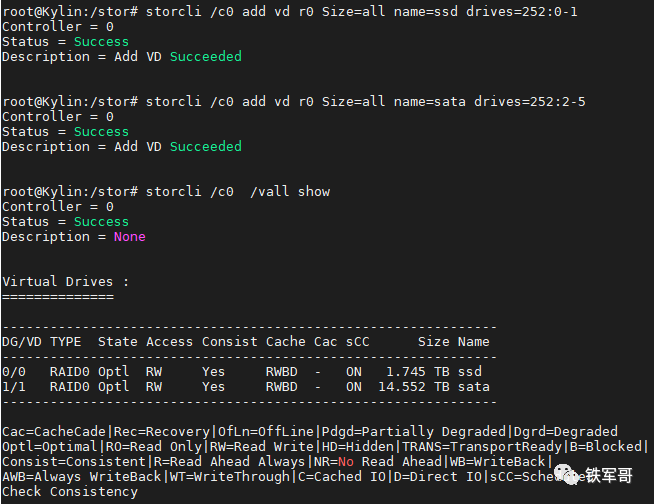 root@Kylin:/stor# storcli /c0 add vd r0 Size=all name=ssd drives=252:0-1
Controller = 0
Status = Success
Description = Add VD Succeeded
root@Kylin:/stor# storcli /c0 add vd r0 Size=all name=sata drives=252:2-5
Controller = 0
Status = Success
Description = Add VD Succeeded
root@Kylin:/stor# storcli /c0  /vall show
Controller = 0
Status = Success
Description = None
Virtual Drives :
==============
--------------------------------------------------------------
DG/VD TYPE  State Access Consist Cache Cac sCC      Size Name
--------------------------------------------------------------
0/0   RAID0 Optl  RW     Yes     RWBD  -   ON   1.745 TB ssd
1/1   RAID0 Optl  RW     Yes     RWBD  -   ON  14.552 TB sata
--------------------------------------------------------------
Cac=CacheCade|Rec=Recovery|OfLn=OffLine|Pdgd=Partially Degraded|Dgrd=Degraded
Optl=Optimal|RO=Read Only|RW=Read Write|HD=Hidden|TRANS=TransportReady|B=Blocked|
Consist=Consistent|R=Read Ahead Always|NR=No Read Ahead|WB=WriteBack|
AWB=Always WriteBack|WT=WriteThrough|C=Cached IO|D=Direct IO|sCC=
Check Consistency
铁军哥